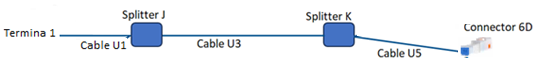 Splitter J
Splitter K
Connector 6D
Termina 1
Cable U1
Cable U3
Cable U5